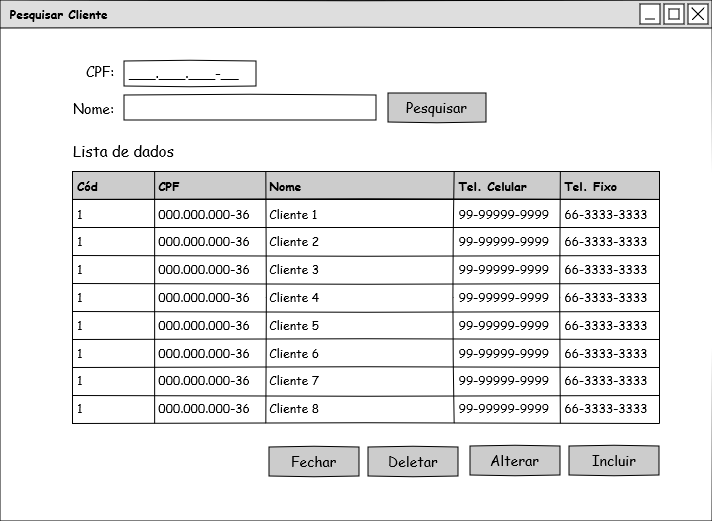 Pesquisar Cliente
CPF: ___.___.___-__
Nome:
Pesquisar
Lista de dados
Cód CPF Nome Tel. Celular Tel. Fixo
1 000.000.000-36 Cliente 1 99-99999-9999 66-3333-3333
1 000.000.000-36 Cliente 2 99-99999-9999 66-3333-3333
1 000.000.000-36 Cliente 3 99-99999-9999 66-3333-3333
1 000.000.000-36 Cliente 4 99-99999-9999 66-3333-3333
1 000.000.000-36 Cliente 5 99-99999-9999 66-3333-3333
1 000.000.000-36 Cliente 6 99-99999-9999 66-3333-3333
1 000.000.000-36 Cliente 7 99-99999-9999 66-3333-3333
1 000.000.000-36 Cliente 8 99-99999-9999 66-3333-3333
Fechar Deletar Alterar Incluir